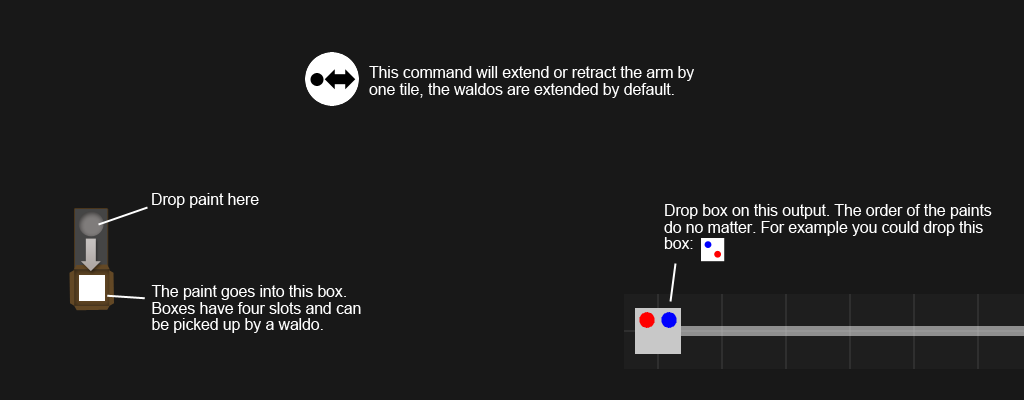 This command will extend or retract the arm by
one tile, the waldos are extended by default.
Drop paint here
The paint goes into this box.
Boxes have four slots and can
be picked up by a waldo.
Drop box on this output. The order of the paints
do no matter. For example you could drop this
box: